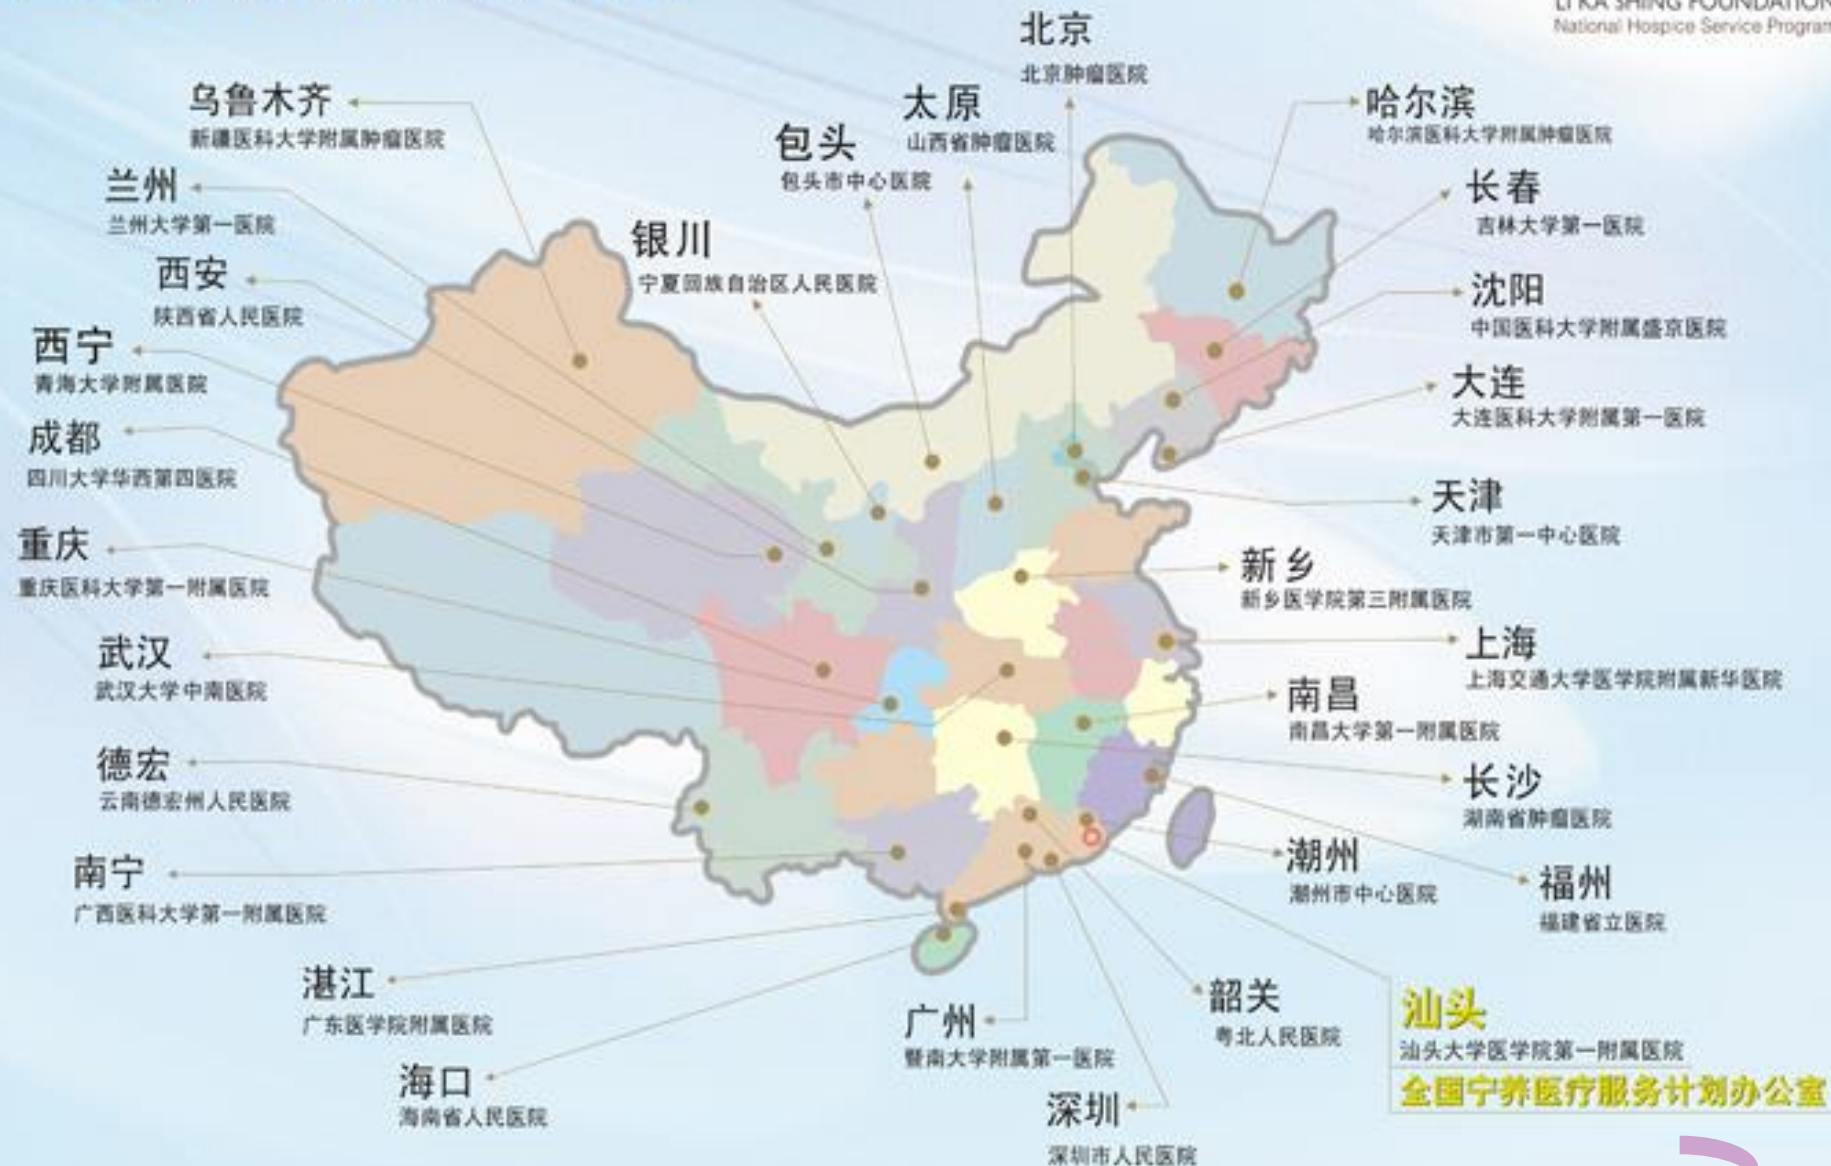 LI KA SHING FOUNDATION
National Hospice Service Program
北京
北京肿瘤医院
乌鲁木齐
新疆医科大学附属肿瘤医院
太原
山西省肿瘤医院
哈尔滨
哈尔滨医科大学附属肿瘤医院
包头
包头市中心医院
兰州
兰州大学第一医院
长春
吉林大学第一医院
银川
宁夏回族自治区人民医院
西安
陕西省人民医院
沈阳
中国医科大学附属盛京医院
西宁
青海大学附属医院
大连
大连医科大学附属第一医院
成都
四川大学华西第四医院
天津
天津市第一中心医院
重庆
重庆医科大学第一附属医院
新乡
新乡医学院第三附属医院
武汉
武汉大学中南医院
上海
上海交通大学医学院附属新华医院
南昌
南昌大学第一附属医院
德宏
云南德宏州人民医院
长沙
湖南省肿瘤医院
南宁
广西医科大学第一附属医院
潮州
潮州市中心医院
福州
福建省立医院
湛江
广东医学院附属医院
韶关
粤北人民医院
广州
暨南大学附属第一医院
汕头
汕头大学医学院第一附属医院
全国宁养医疗服务计划办公室
海口
海南省人民医院
深圳
深圳市人民医院